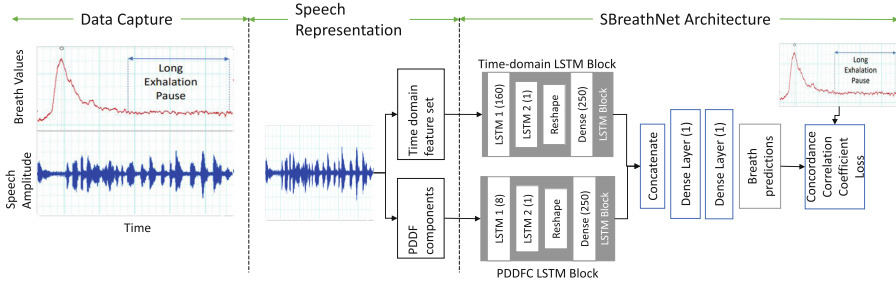 Data Capture
Speech
Representation
SBreathNet Architecture
Breath Values
Long
Exhalation
Pause
Speech
Amplitude
Time
Time domain
feature set
PDDF
components
Time-domain LSTM Block
LSTM 1 (160)
LSTM 2 (1)
Reshape
Dense (250)
LSTM Block
LSTM 1 (8)
LSTM 2 (1)
Reshape
Dense (250)
LSTM Block
PDDFC LSTM Block
Concatenate
Dense Layer (1)
Dense Layer (1)
Breath
predictions
Long
Exhalation
Pause
Concordance
Correlation
Coefficient
Loss